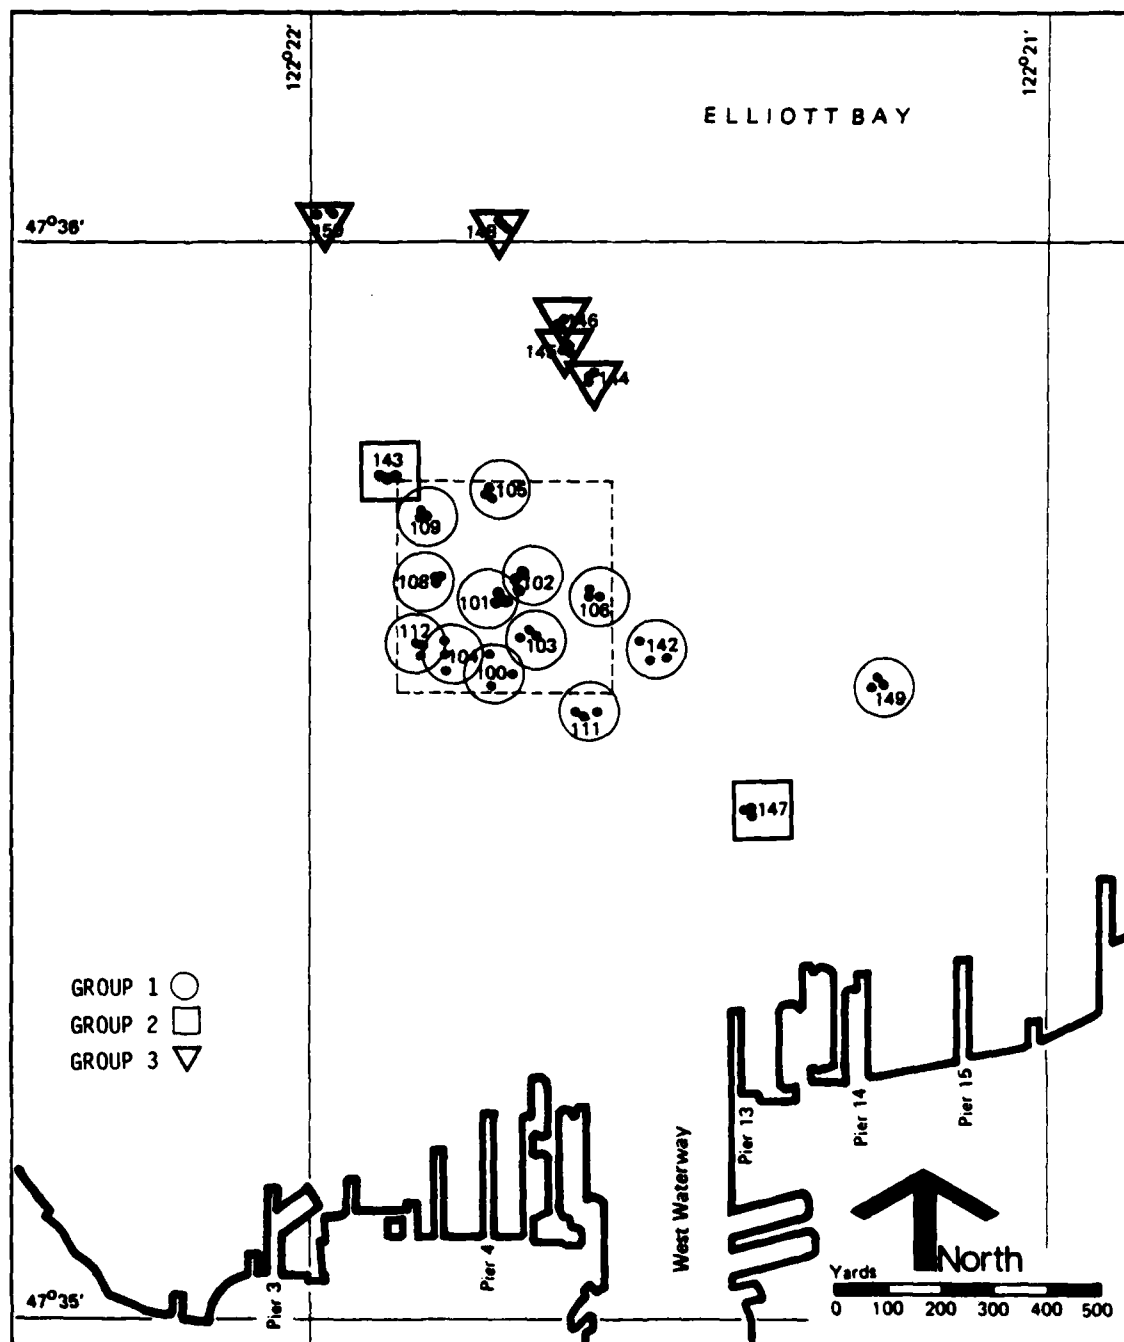 122°22'
122°21'
ELLIOTT BAY
47°36'
148
146
145
144
143
105
109
108
102
101
106
112
104
103
100
142
149
111
147
GROUP 1
GROUP 2
GROUP 3
Pier 13
Pier 14
Pier 15
West Waterway
Pier 4
Pier 3
North
Yards
47°35'
0 100 200 300 400 500